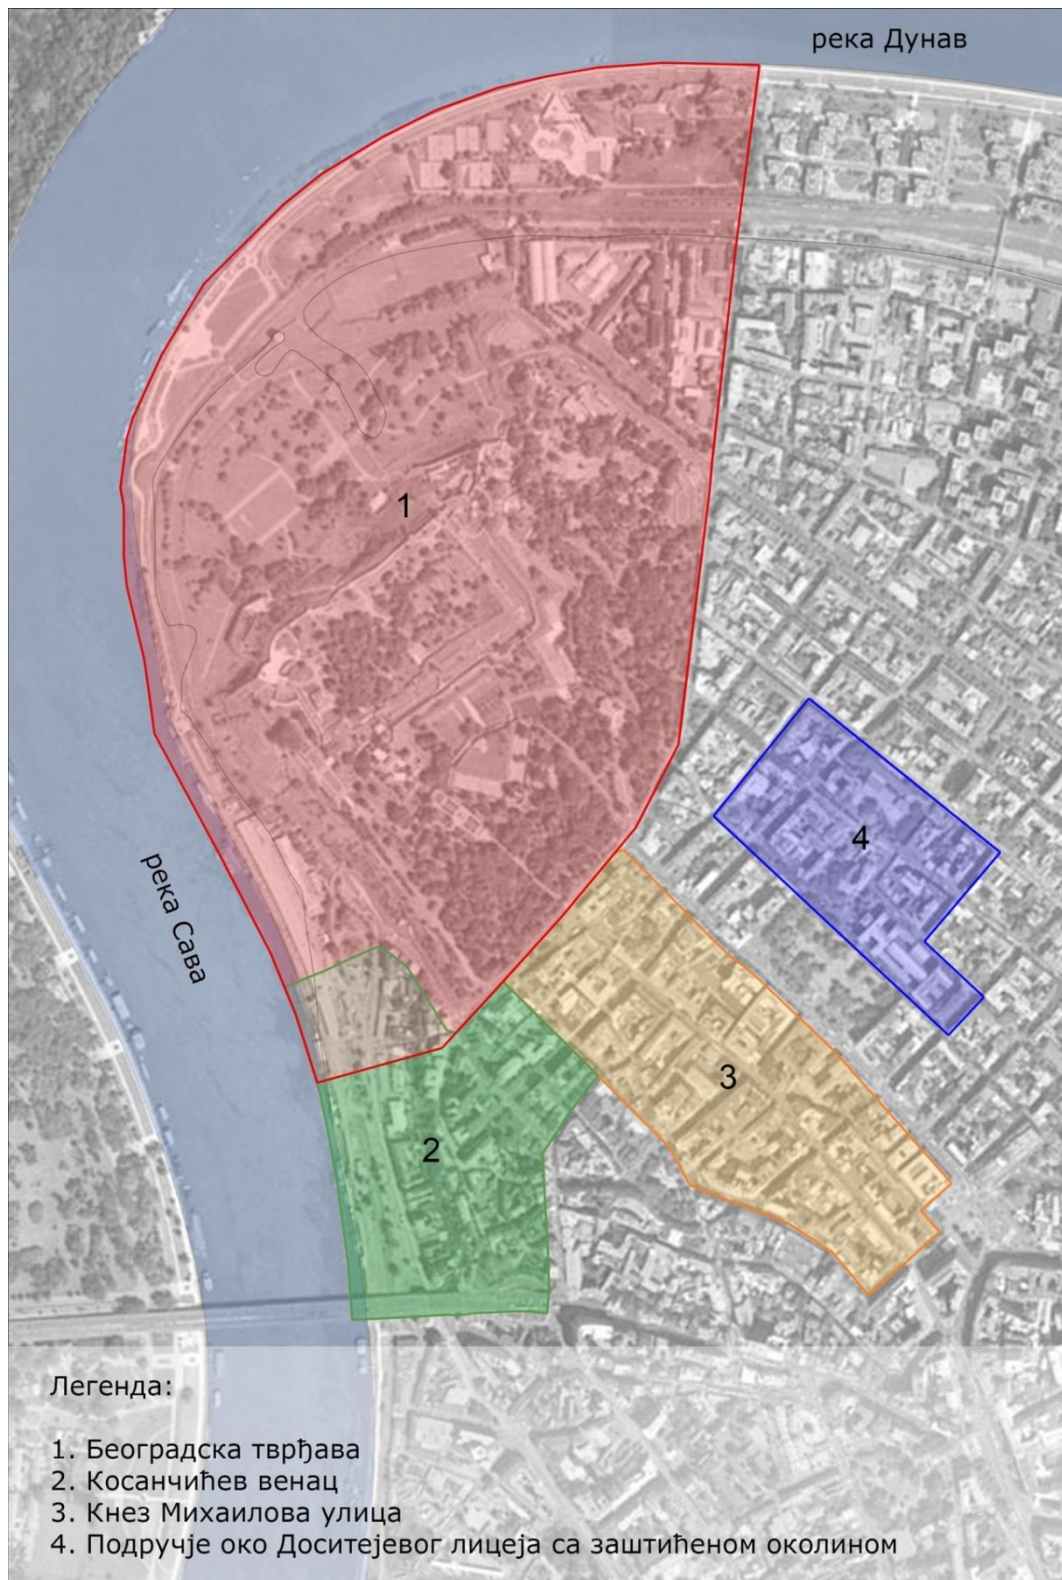 река Дунав
1
4
река Сава
3
2
Легенда:
1. Београдска тврђава
2. Косанчићев венац
3. Кнез Михаилова улица
4. Подручје око Доситејевог лицеја са заштићеном околином